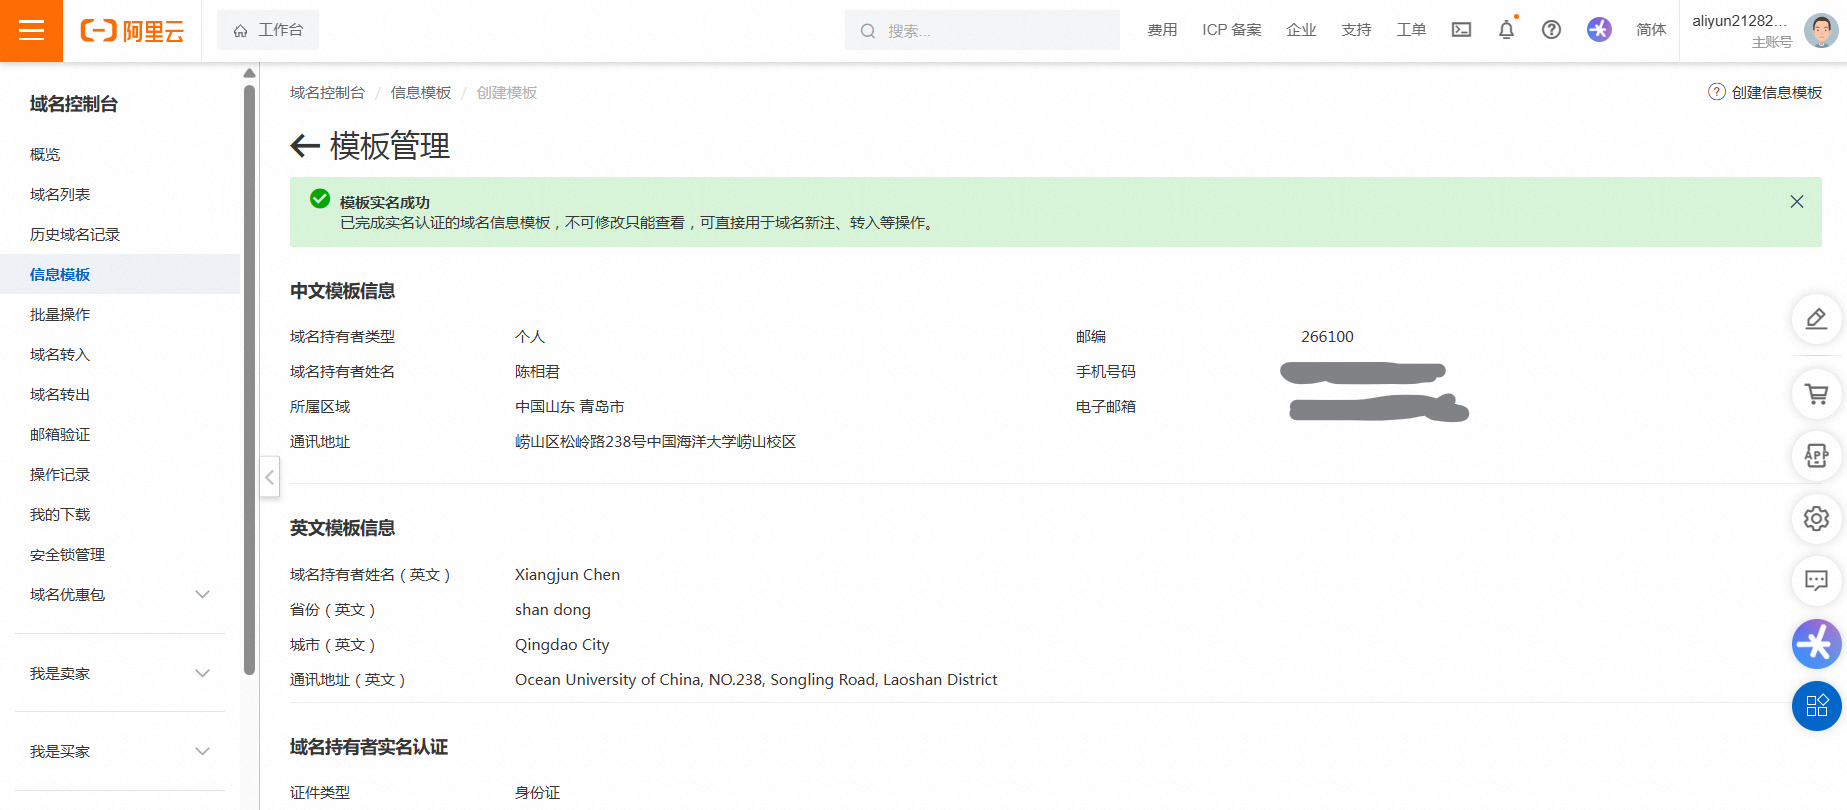 阿里云
工作台
搜索...
费用
ICP 备案
企业
支持
工单
简体
aliyun21282...
主账号
域名控制台
概览
域名列表
历史域名记录
信息模板
批量操作
域名转入
域名转出
邮箱验证
操作记录
我的下载
安全锁管理
域名优惠包
我是卖家
我是买家
域名控制台 / 信息模板 / 创建模板
创建信息模板
模板管理
模板实名成功
已完成实名认证的域名信息模板，不可修改只能查看，可直接用于域名新注、转入等操作。
中文模板信息
域名持有者类型 个人 邮编 266100
域名持有者姓名 陈相君 手机号码
所属区域 中国山东 青岛市 电子邮箱
通讯地址 崂山区松岭路238号中国海洋大学崂山校区
英文模板信息
域名持有者姓名（英文） Xiangjun Chen
省份（英文） shan dong
城市（英文） Qingdao City
通讯地址（英文） Ocean University of China, NO.238, Songling Road, Laoshan District
域名持有者实名认证
证件类型 身份证
APP